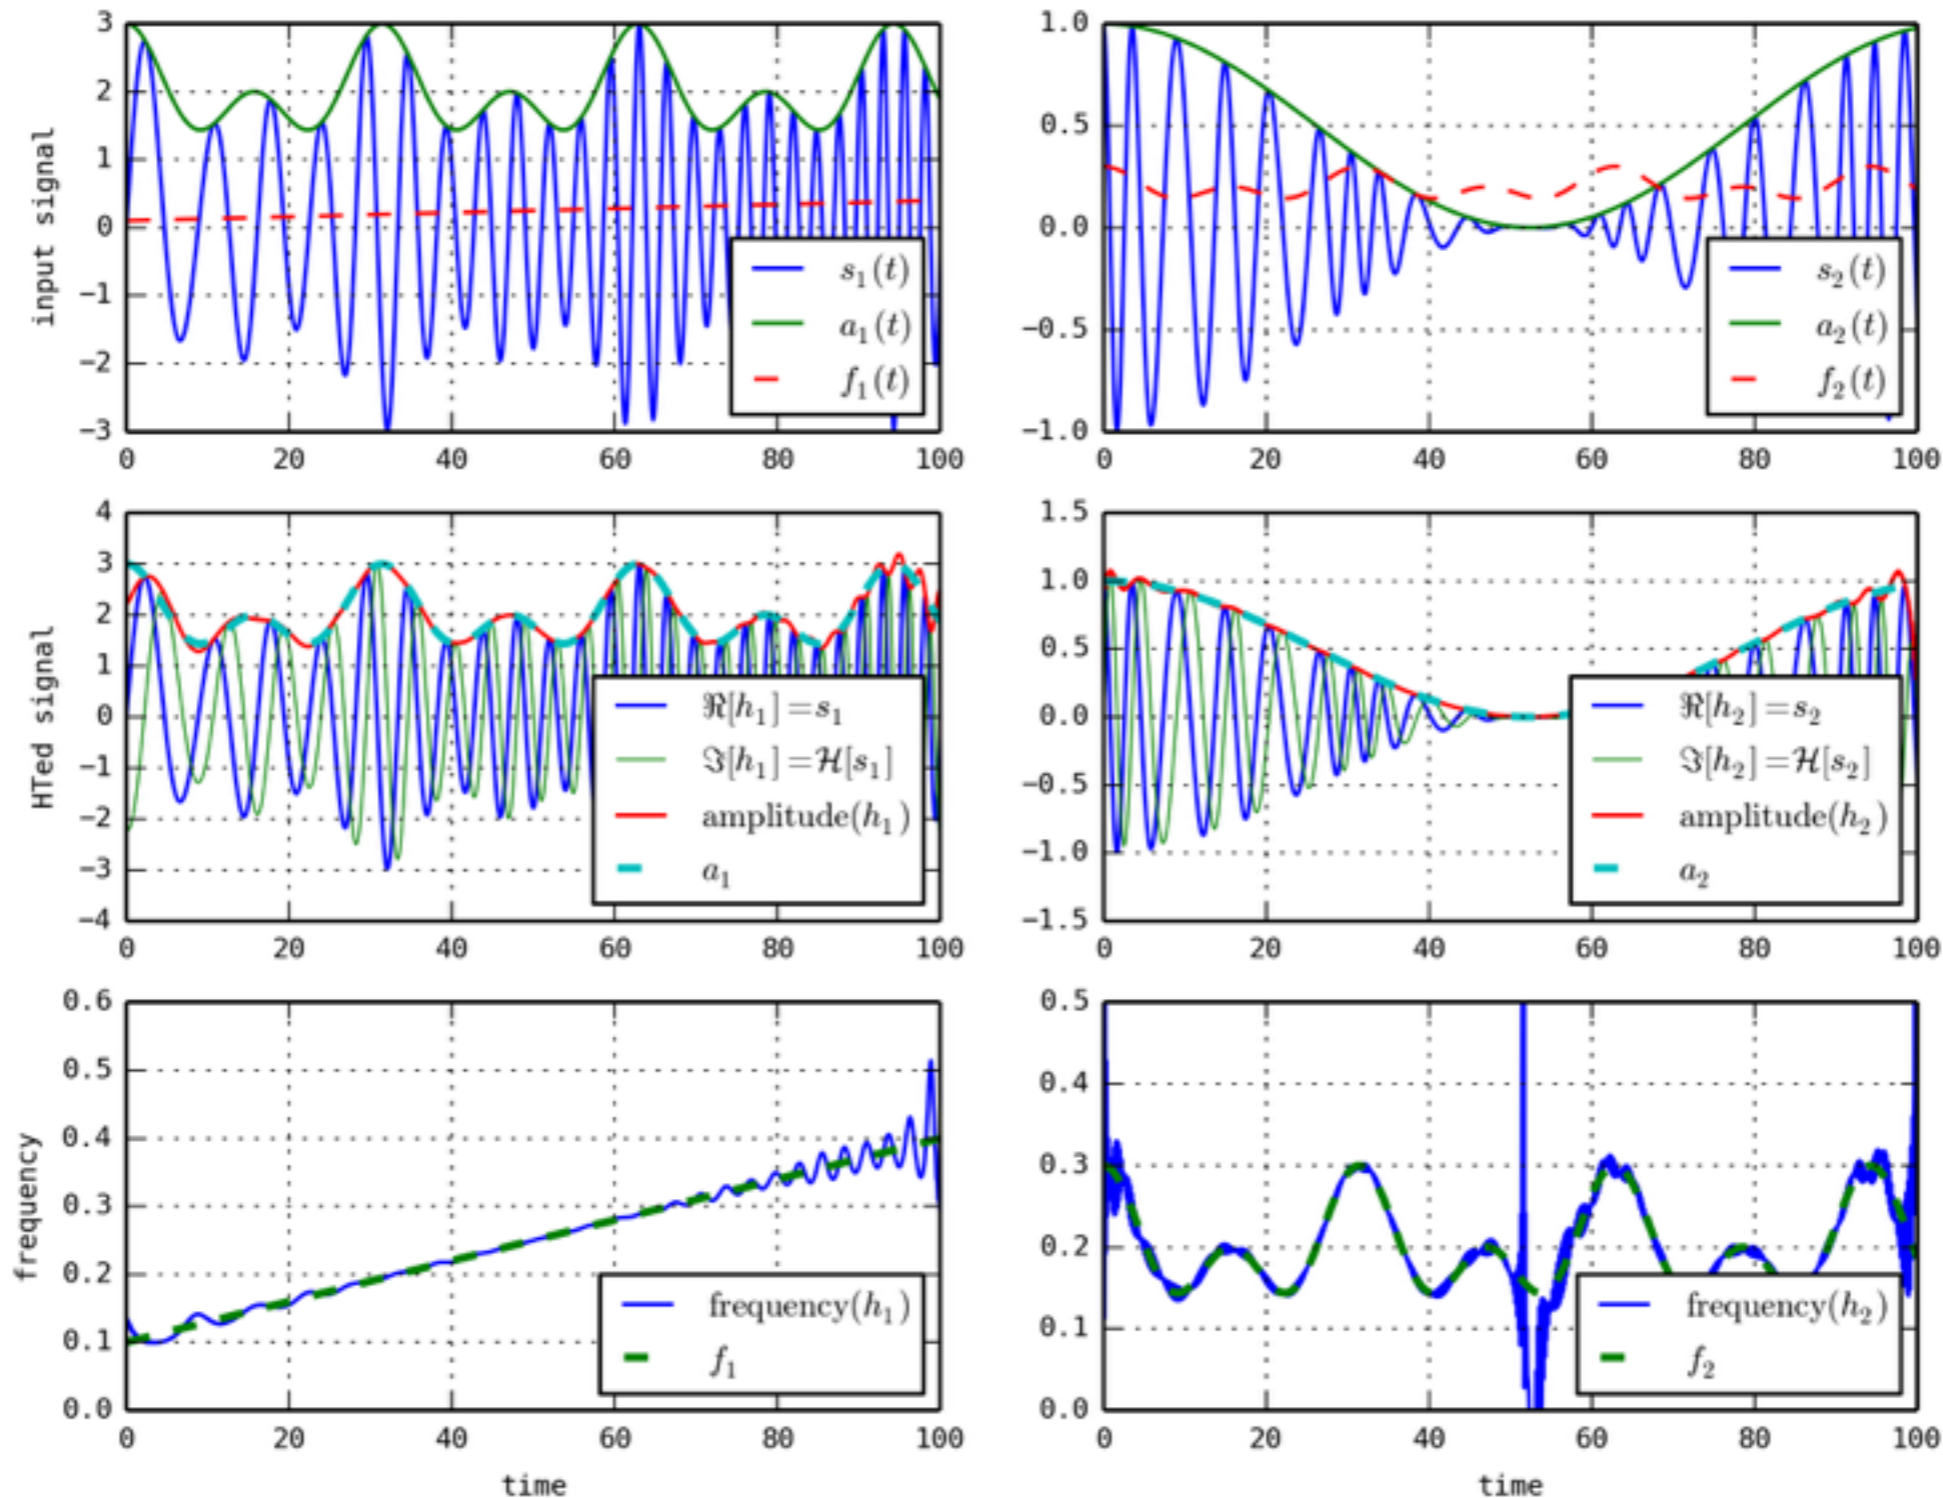 input signal
3
2
1
0
−1
−2
−3
0 20 40 60 80 100
s₁(t)
a₁(t)
f₁(t)
1.0
0.5
0.0
−0.5
−1.0
0 20 40 60 80 100
s₂(t)
a₂(t)
f₂(t)
HTed signal
4
3
2
1
0
−1
−2
−3
−4
0 20 40 60 80 100
ℜ[h₁]=s₁
ℑ[h₁]=ℋ[s₁]
amplitude(h₁)
a₁
1.5
1.0
0.5
0.0
−0.5
−1.0
−1.5
0 20 40 60 80 100
ℜ[h₂]=s₂
ℑ[h₂]=ℋ[s₂]
amplitude(h₂)
a₂
frequency
0.6
0.5
0.4
0.3
0.2
0.1
0.0
0 20 40 60 80 100
frequency(h₁)
f₁
time
0.5
0.4
0.3
0.2
0.1
0.0
0 20 40 60 80 100
frequency(h₂)
f₂
time